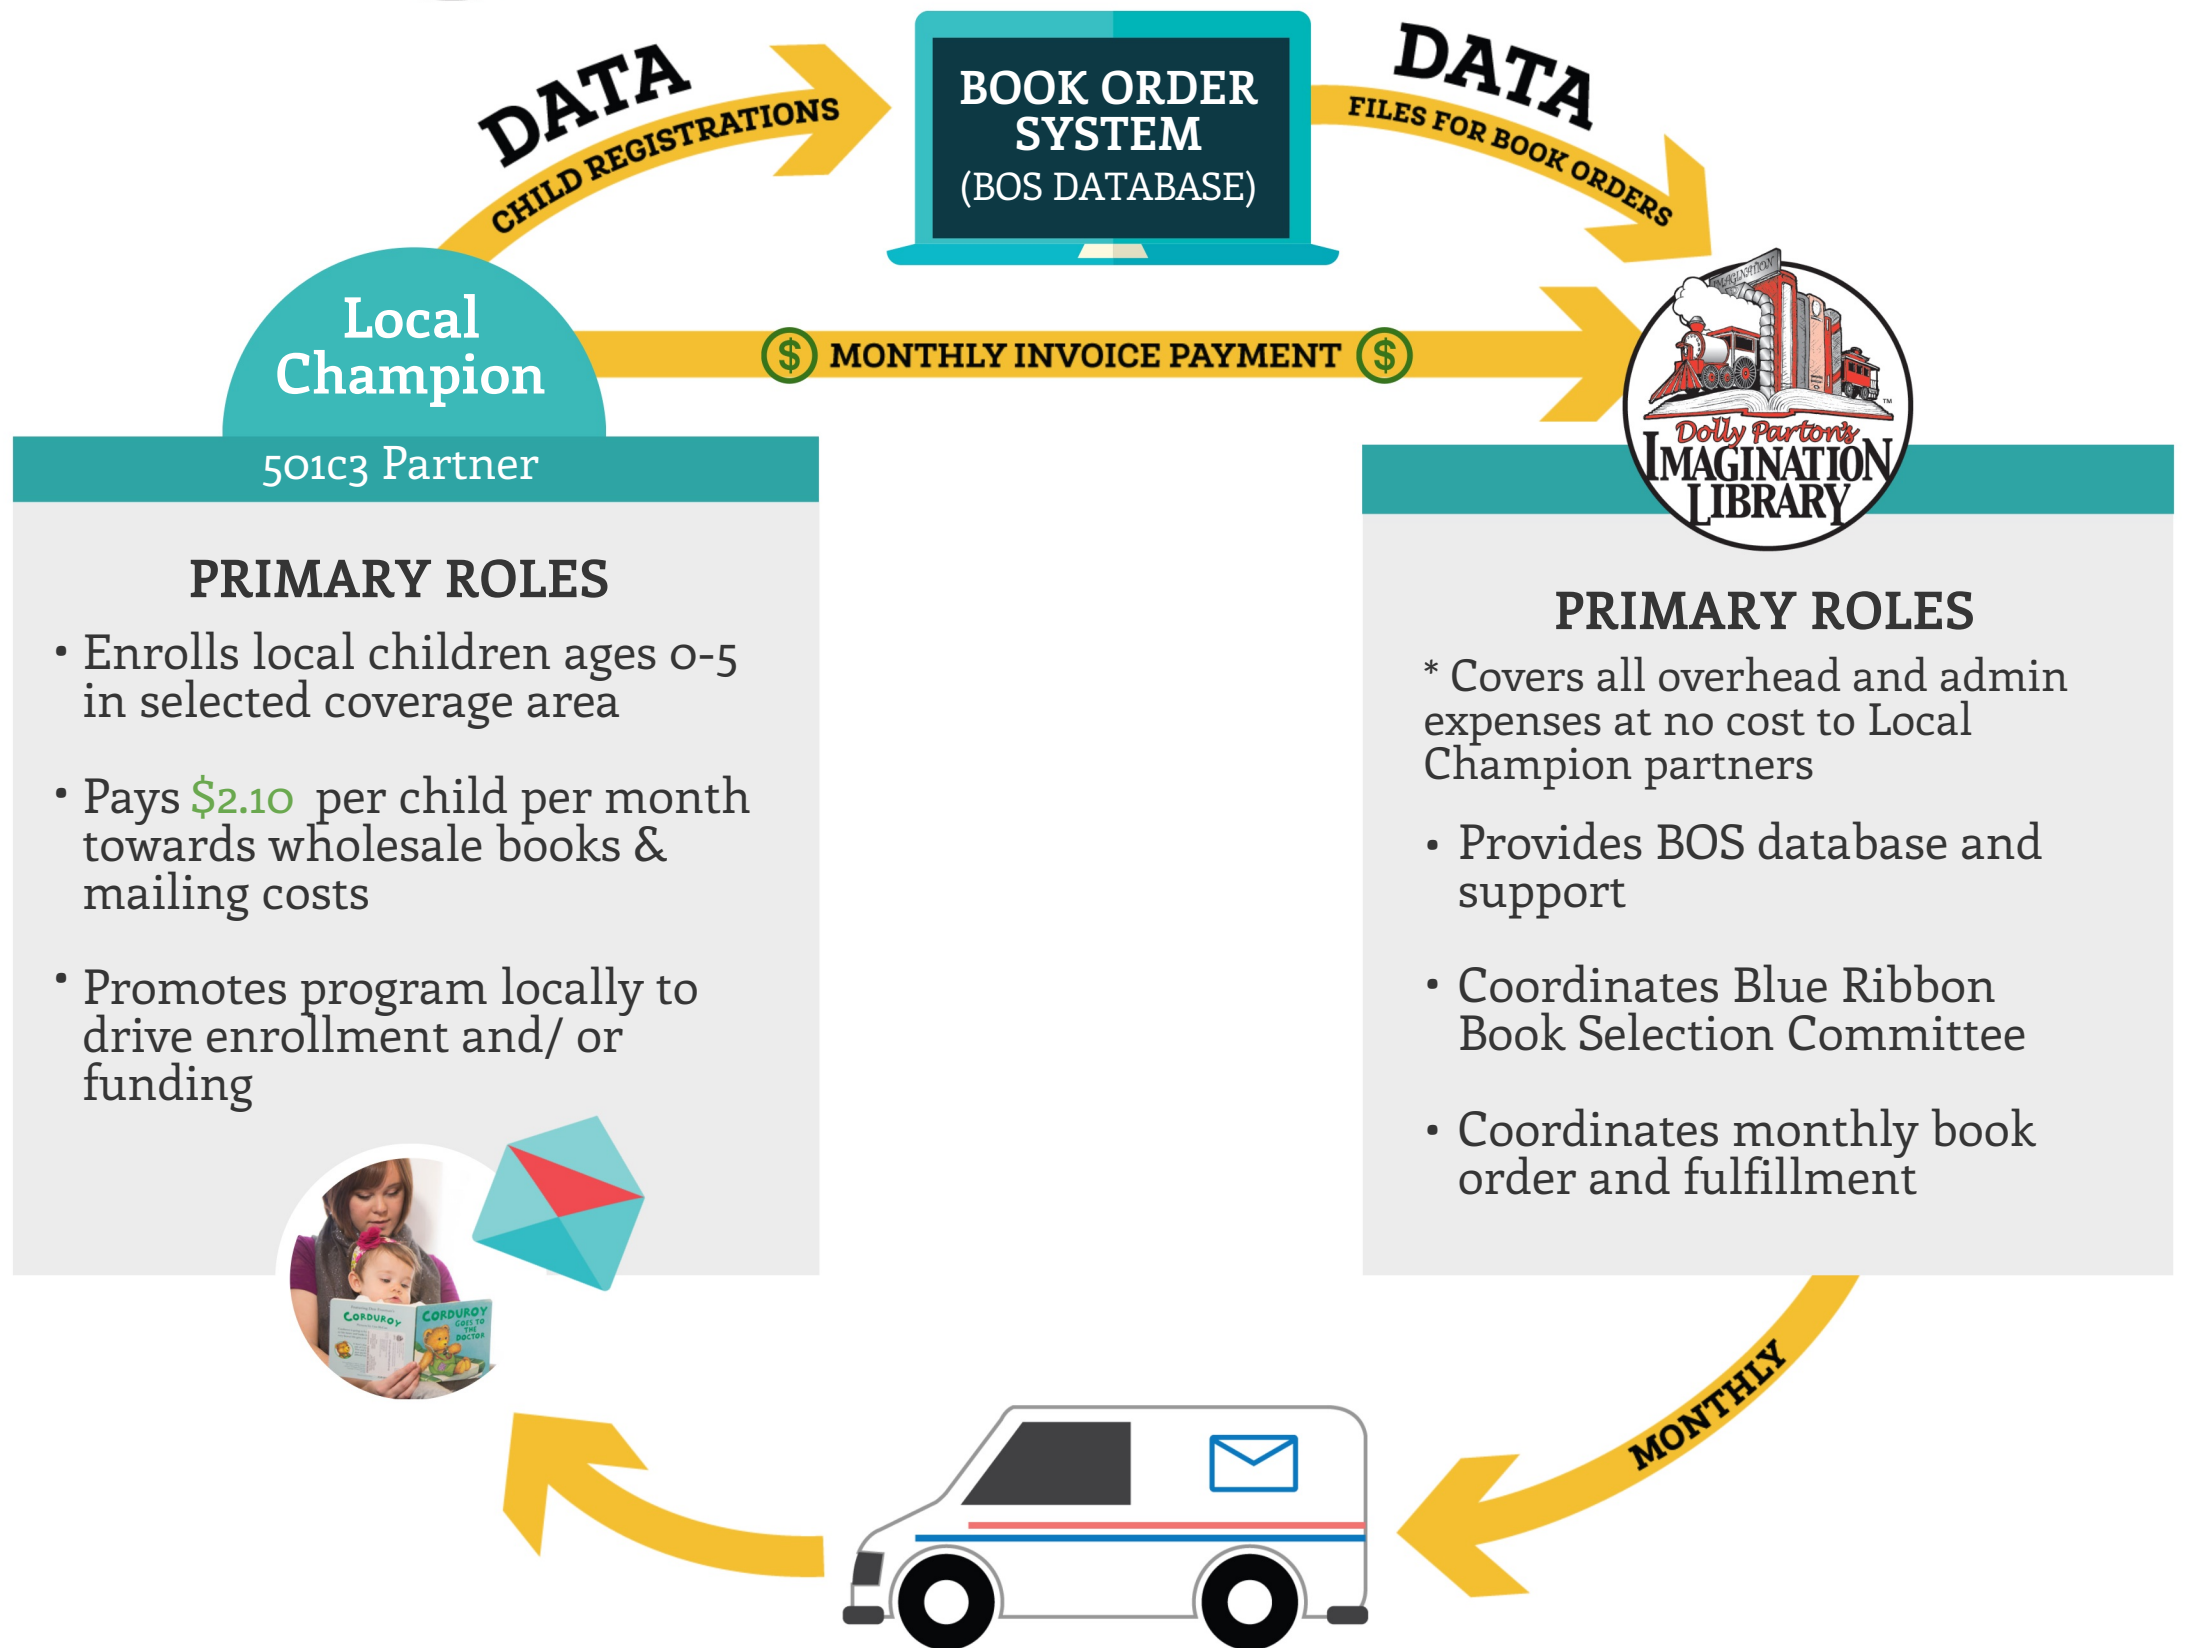 DATA
CHILD REGISTRATIONS
BOOK ORDER
SYSTEM
(BOS DATABASE)
DATA
FILES FOR BOOK ORDERS
Local
Champion
$ MONTHLY INVOICE PAYMENT $
IMAGINATION
Dolly Parton's
IMAGINATION
LIBRARY
TM
501c3 Partner
PRIMARY ROLES
• Enrolls local children ages 0-5
in selected coverage area
• Pays $2.10 per child per month
towards wholesale books &
mailing costs
• Promotes program locally to
drive enrollment and/ or
funding
PRIMARY ROLES
* Covers all overhead and admin
expenses at no cost to Local
Champion partners
• Provides BOS database and
support
• Coordinates Blue Ribbon
Book Selection Committee
• Coordinates monthly book
order and fulfillment
CORDUROY
CORDUROY
GOES TO
THE
DOCTOR
MONTHLY